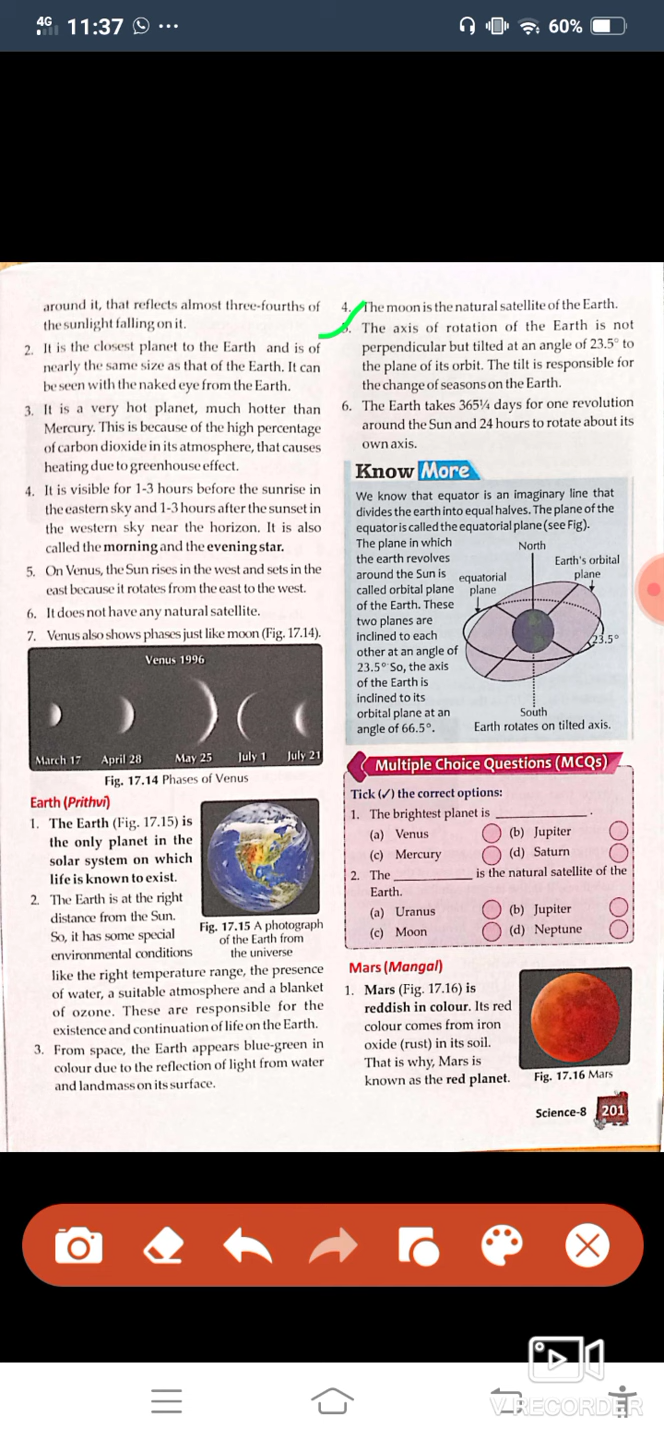 4G 11:37 ...
60%
around it, that reflects almost three-fourths of
the sunlight falling on it.
2. It is the closest planet to the Earth and is of
nearly the same size as that of the Earth. It can
be seen with the naked eye from the Earth.
3. It is a very hot planet, much hotter than
Mercury. This is because of the high percentage
of carbon dioxide in its atmosphere, that causes
heating due to greenhouse effect.
4. It is visible for 1-3 hours before the sunrise in
the eastern sky and 1-3 hours after the sunset in
the western sky near the horizon. It is also
called the morning and the evening star.
5. On Venus, the Sun rises in the west and sets in the
east because it rotates from the east to the west.
6. It does not have any natural satellite.
7. Venus also shows phases just like moon (Fig. 17.14).
Venus 1996
March 17 April 28 May 25 July 1 July 21
Fig. 17.14 Phases of Venus
Earth (Prithvi)
1. The Earth (Fig. 17.15) is
the only planet in the
solar system on which
life is known to exist.
2. The Earth is at the right
distance from the Sun.
So, it has some special
environmental conditions
like the right temperature range, the presence
of water, a suitable atmosphere and a blanket
of ozone. These are responsible for the
existence and continuation of life on the Earth.
Fig. 17.15 A photograph
of the Earth from
the universe
3. From space, the Earth appears blue-green in
colour due to the reflection of light from water
and landmass on its surface.
4. The moon is the natural satellite of the Earth.
5. The axis of rotation of the Earth is not
perpendicular but tilted at an angle of 23.5° to
the plane of its orbit. The tilt is responsible for
the change of seasons on the Earth.
6. The Earth takes 365¼ days for one revolution
around the Sun and 24 hours to rotate about its
own axis.
Know More
We know that equator is an imaginary line that
divides the earth into equal halves. The plane of the
equator is called the equatorial plane (see Fig).
The plane in which
the earth revolves
around the Sun is
called orbital plane
of the Earth. These
two planes are
inclined to each
other at an angle of
23.5° So, the axis
of the Earth is
inclined to its
orbital plane at an
angle of 66.5°.
North
Earth's orbital
plane
equatorial
plane
23.5°
South
Earth rotates on tilted axis.
Multiple Choice Questions (MCQs)
Tick (✓) the correct options:
1. The brightest planet is ____________ .
(a) Venus (b) Jupiter
(c) Mercury (d) Saturn
2. The __________ is the natural satellite of the
Earth.
(a) Uranus (b) Jupiter
(c) Moon (d) Neptune
Mars (Mangal)
1. Mars (Fig. 17.16) is
reddish in colour. Its red
colour comes from iron
oxide (rust) in its soil.
That is why, Mars is
known as the red planet.
Fig. 17.16 Mars
Science-8 201
V RECORDER